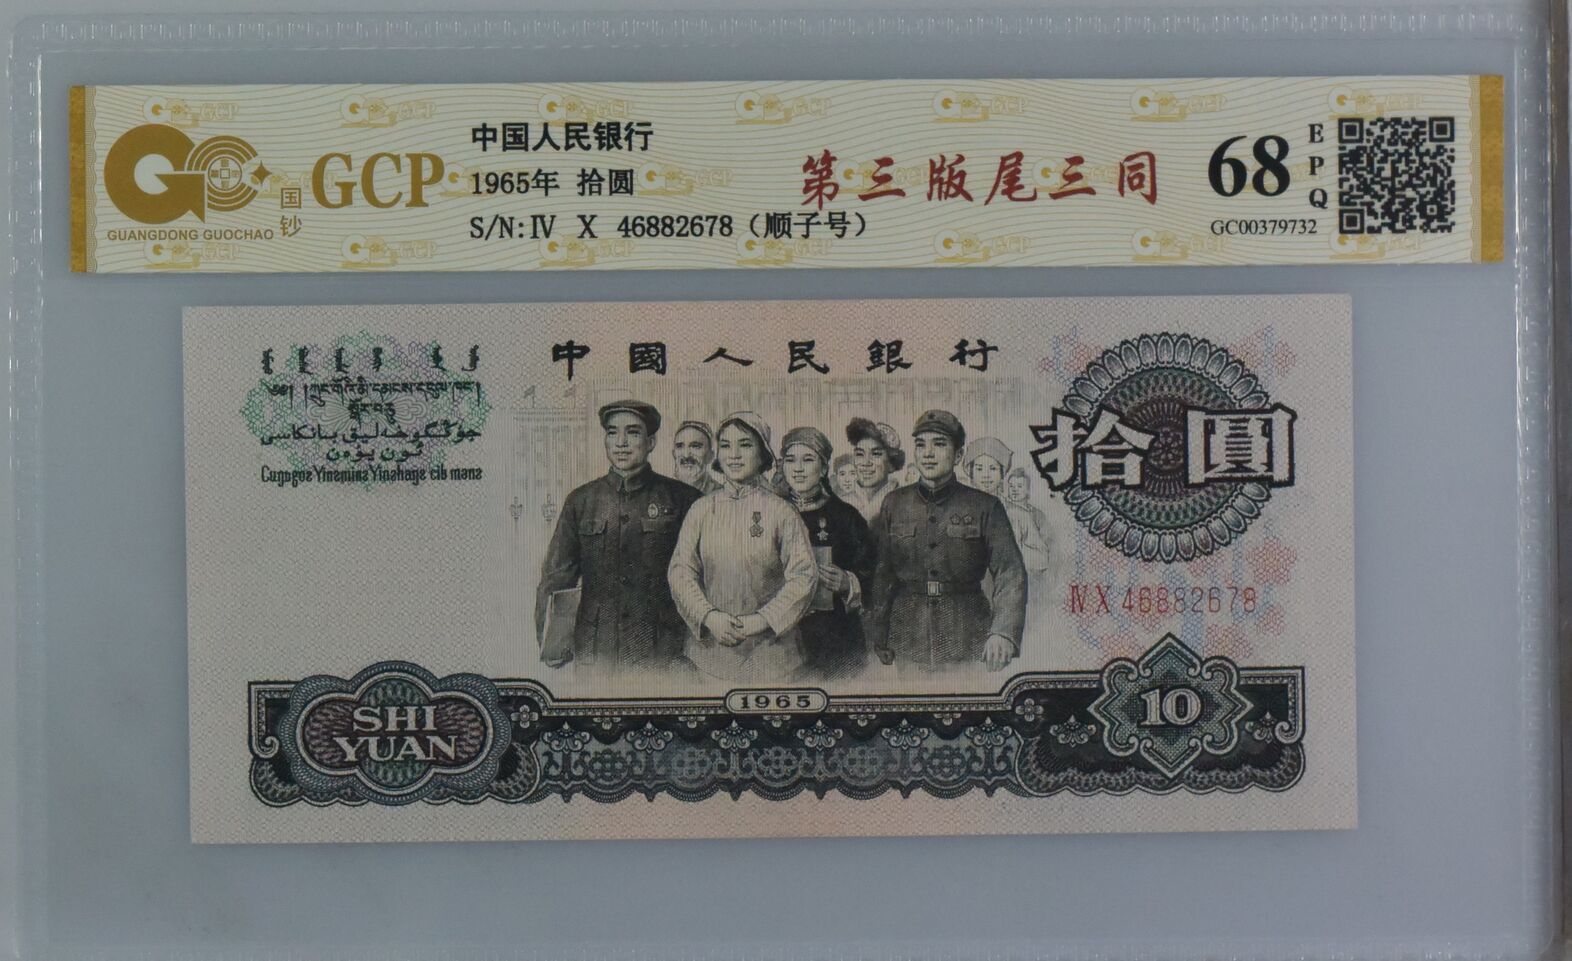 GCP
国钞
GUANGDONG GUOCHAO
中国人民银行
1965年 拾圆
S/N: Ⅳ Ⅹ 46882678（顺子号）
第三版尾三同
68
EPQ
GC00379732
中國人民銀行
拾圓
ⅣⅩ46882678
1965
SHI
YUAN
10